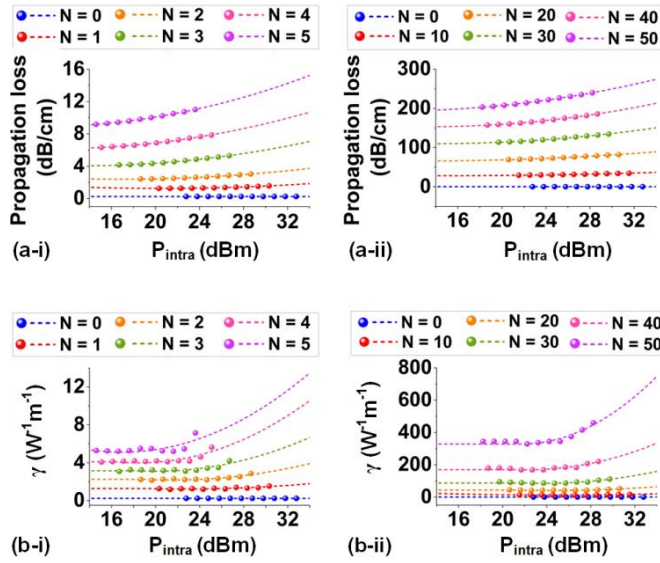 N = 0 N = 2 N = 4
N = 1 N = 3 N = 5
Propagation loss
(dB/cm)
16
12
8
4
0
16 20 24 28 32
(a-i) P intra (dBm)
N = 0 N = 20 N = 40
N = 10 N = 30 N = 50
Propagation loss
(dB/cm)
300
200
100
0
16 20 24 28 32
(a-ii) P intra (dBm)
N = 0 N = 2 N = 4
N = 1 N = 3 N = 5
γ (W-1m-1)
12
8
4
0
16 20 24 28 32
(b-i) P intra (dBm)
N = 0 N = 20 N = 40
N = 10 N = 30 N = 50
γ (W-1m-1)
800
600
400
200
0
16 20 24 28 32
(b-ii) P intra (dBm)